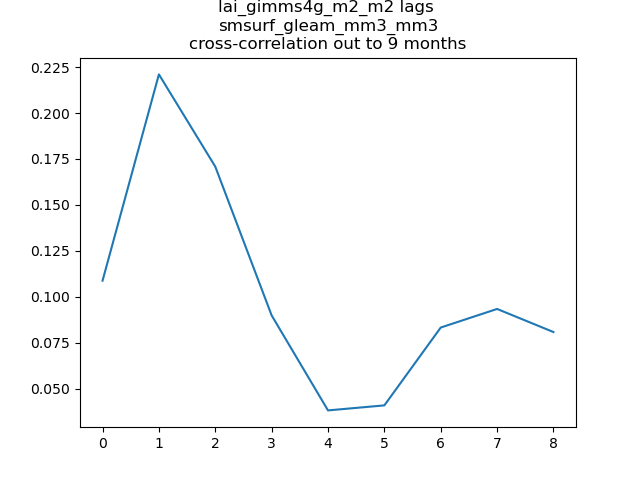 lai_gimms4g_m2_m2 lags
smsurf_gleam_mm3_mm3
cross-correlation out to 9 months
0.225
0.200
0.175
0.150
0.125
0.100
0.075
0.050
0 1 2 3 4 5 6 7 8